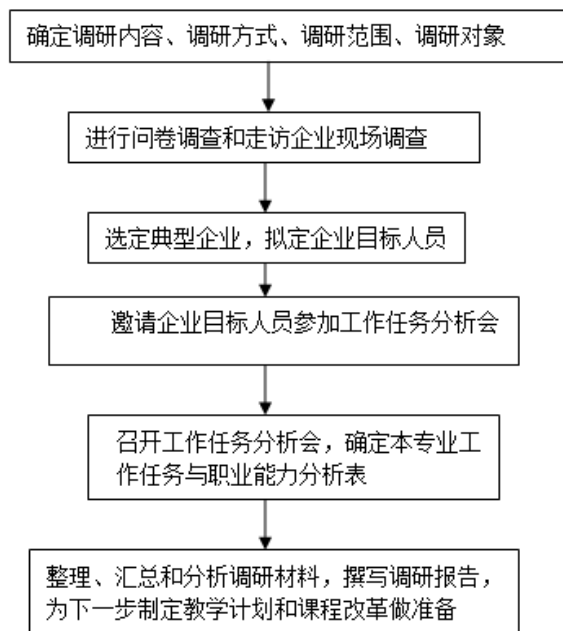 确定调研内容、调研方式、调研范围、调研对象
进行问卷调查和走访企业现场调查
选定典型企业，拟定企业目标人员
邀请企业目标人员参加工作任务分析会
召开工作任务分析会，确定本专业工
作任务与职业能力分析表
整理、汇总和分析调研材料，撰写调研报告，
为下一步制定教学计划和课程改革做准备